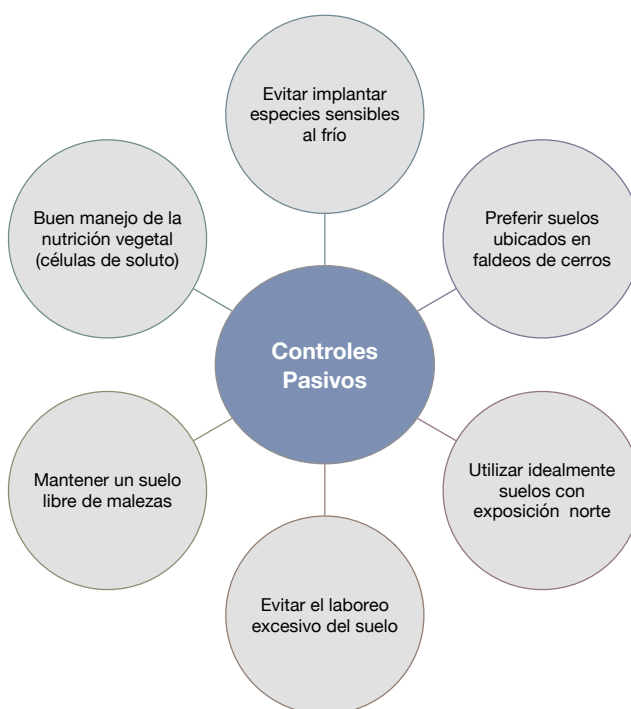 Evitar implantar
especies sensibles
al frío
Buen manejo de la
nutrición vegetal
(células de soluto)
Preferir suelos
ubicados en
faldeos de cerros
Controles
Pasivos
Mantener un suelo
libre de malezas
Utilizar idealmente
suelos con
exposición norte
Evitar el laboreo
excesivo del suelo